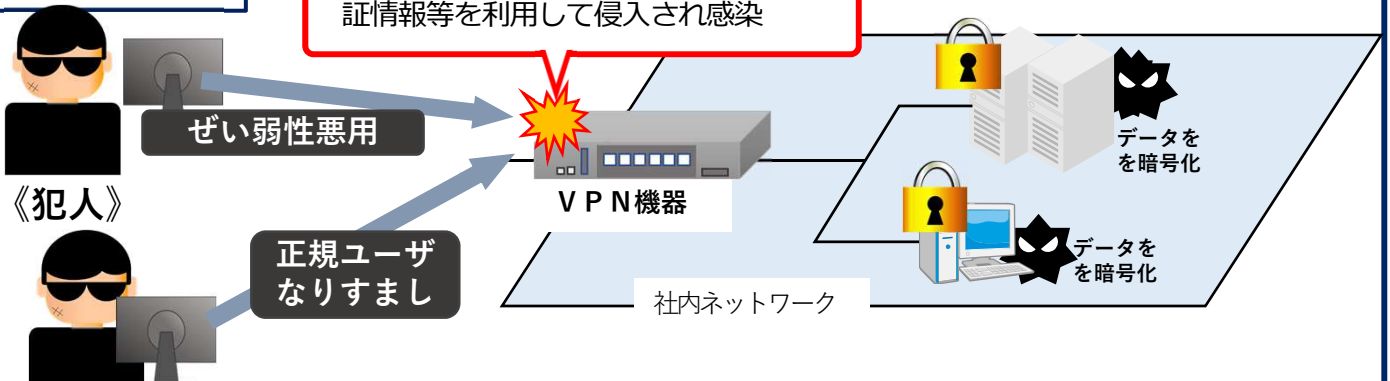 証情報等を利用して侵入され感染
ぜい弱性悪用
《犯人》
ＶＰＮ機器
正規ユーザ
なりすまし
データを
を暗号化
データを
を暗号化
社内ネットワーク